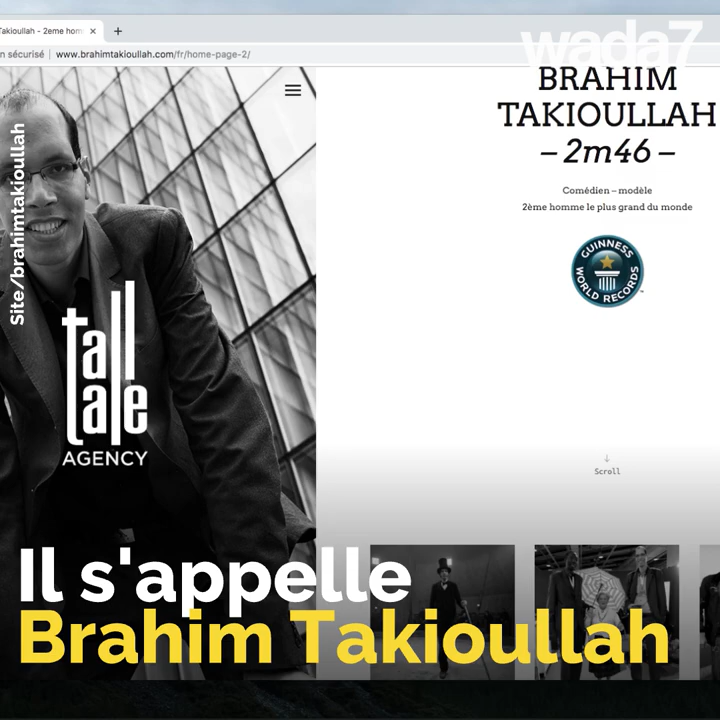 Takioullah - 2eme hom
n sécurisé | www.brahimtakioullah.com/fr/home-page-2/
wada7
BRAHIM
TAKIOULLAH
– 2m46 –
Comédien – modèle
2ème homme le plus grand du monde
GUINNESS
WORLD RECORDS
Site/brahimtakioullah
tall
tale
AGENCY
Scroll
Il s'appelle
Brahim Takioullah